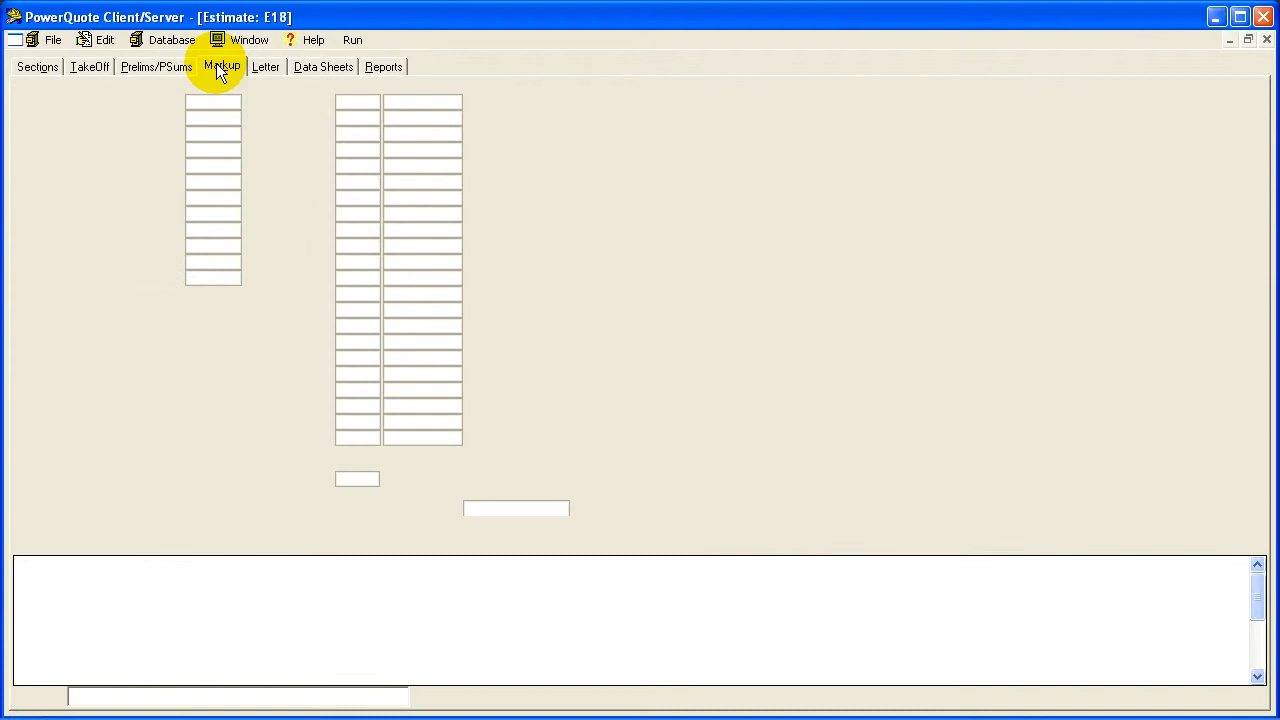 PowerQuote Client/Server - [Estimate: E18]
File Edit Database Window ? Help Run
Sections TakeOff Prelims/PSums Markup Letter Data Sheets Reports